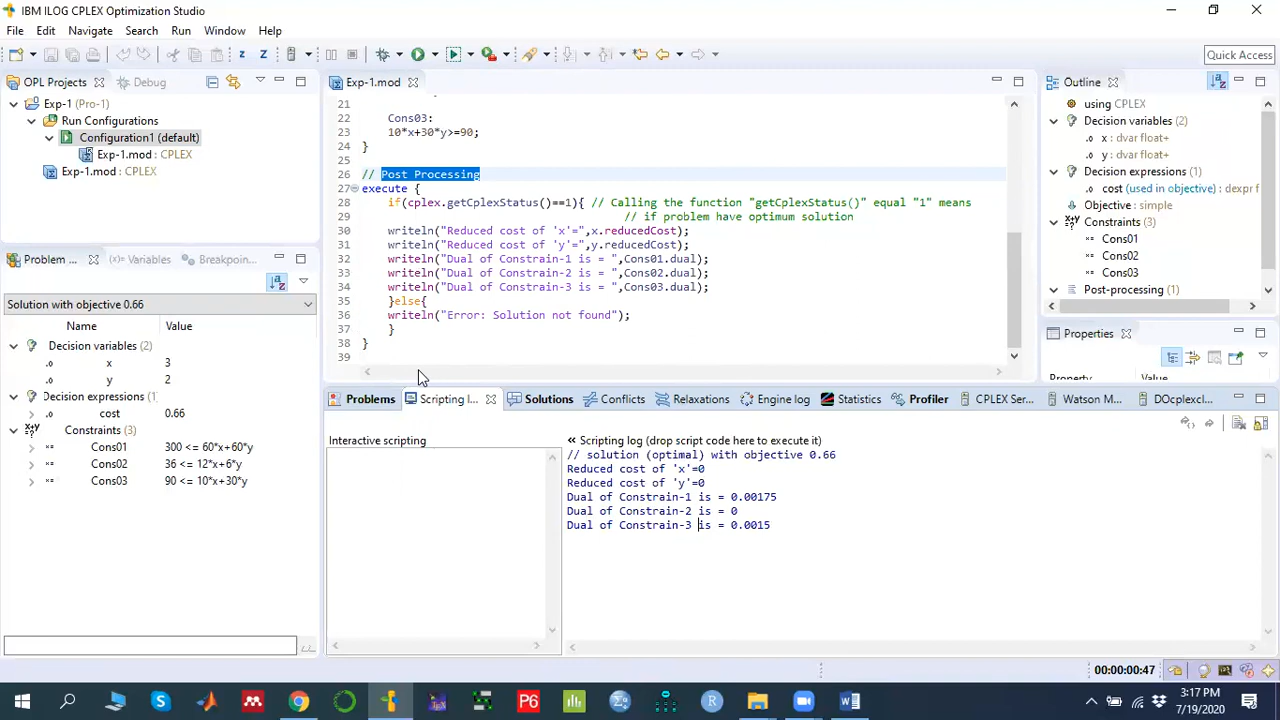 IBM ILOG CPLEX Optimization Studio
File Edit Navigate Search Run Window Help
Quick Access
OPL Projects Debug
Exp-1 (Pro-1)
Run Configurations
Configuration1 (default)
Exp-1.mod : CPLEX
Exp-1.mod : CPLEX
Problem ... (x)= Variables Breakpoin...
Solution with objective 0.66
Name Value
Decision variables (2)
x 3
y 2
Decision expressions (1)
cost 0.66
Constraints (3)
Cons01 300 <= 60*x+60*y
Cons02 36 <= 12*x+6*y
Cons03 90 <= 10*x+30*y
Exp-1.mod
21
22 Cons03:
23 10*x+30*y>=90;
24 }
25
26 // Post Processing
27 execute {
28 if(cplex.getCplexStatus()==1){ // Calling the function "getCplexStatus()" equal "1" means
29 // if problem have optimum solution
30 writeln("Reduced cost of 'x'=",x.reducedCost);
31 writeln("Reduced cost of 'y'=",y.reducedCost);
32 writeln("Dual of Constrain-1 is = ",Cons01.dual);
33 writeln("Dual of Constrain-2 is = ",Cons02.dual);
34 writeln("Dual of Constrain-3 is = ",Cons03.dual);
35 }else{
36 writeln("Error: Solution not found");
37 }
38 }
39
Outline
using CPLEX
Decision variables (2)
x : dvar float+
y : dvar float+
Decision expressions (1)
cost (used in objective) : dexpr f
Objective : simple
Constraints (3)
Cons01
Cons02
Cons03
Post-processing (1)
Properties
Property Value
Problems Scripting l... Solutions Conflicts Relaxations Engine log Statistics Profiler CPLEX Ser... Watson M... DOcplexcl...
Interactive scripting
Scripting log (drop script code here to execute it)
// solution (optimal) with objective 0.66
Reduced cost of 'x'=0
Reduced cost of 'y'=0
Dual of Constrain-1 is = 0.00175
Dual of Constrain-2 is = 0
Dual of Constrain-3 is = 0.0015
00:00:00:47
P6
R
3:17 PM
7/19/2020